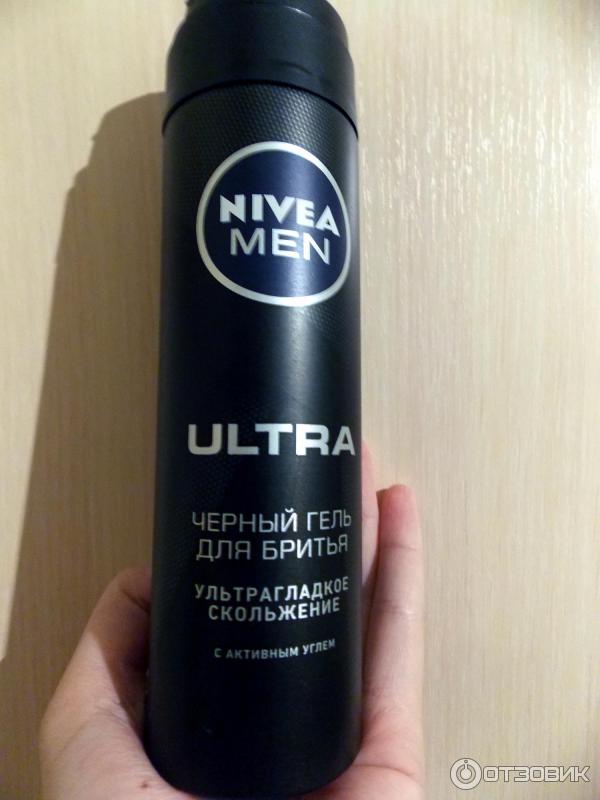 NIVEA
MEN
ULTRA
ЧЕРНЫЙ ГЕЛЬ
ДЛЯ БРИТЬЯ
УЛЬТРАГЛАДКОЕ
СКОЛЬЖЕНИЕ
С АКТИВНЫМ УГЛЕМ
ОТЗОВИК